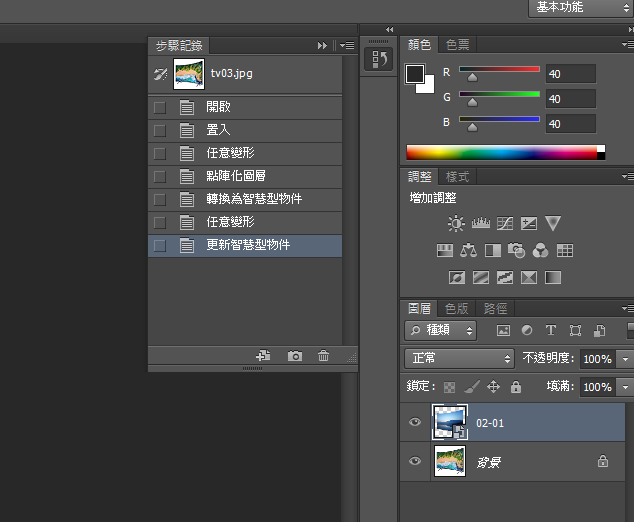 基本功能
步驟記錄
tv03.jpg
開啟
置入
任意變形
點陣化圖層
轉換為智慧型物件
任意變形
更新智慧型物件
顏色 色票
R 40
G 40
B 40
調整 樣式
增加調整
圖層 色版 路徑
種類 T
正常 不透明度: 100%
鎖定: 填滿: 100%
02-01
背景